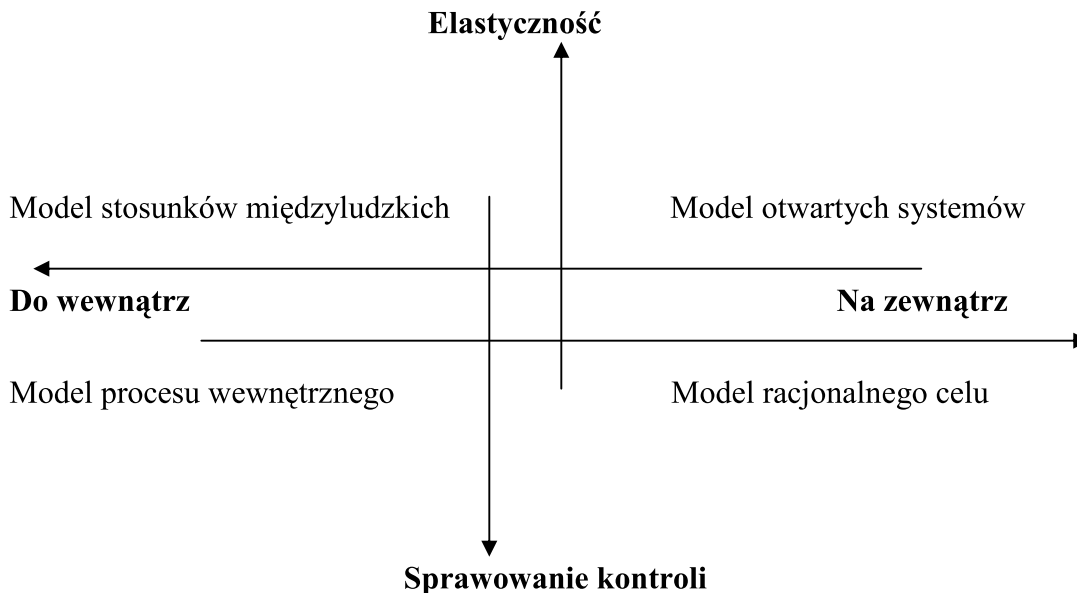 Elastyczność
Model stosunków międzyludzkich
Model otwartych systemów
Do wewnątrz
Na zewnątrz
Model procesu wewnętrznego
Model racjonalnego celu
Sprawowanie kontroli